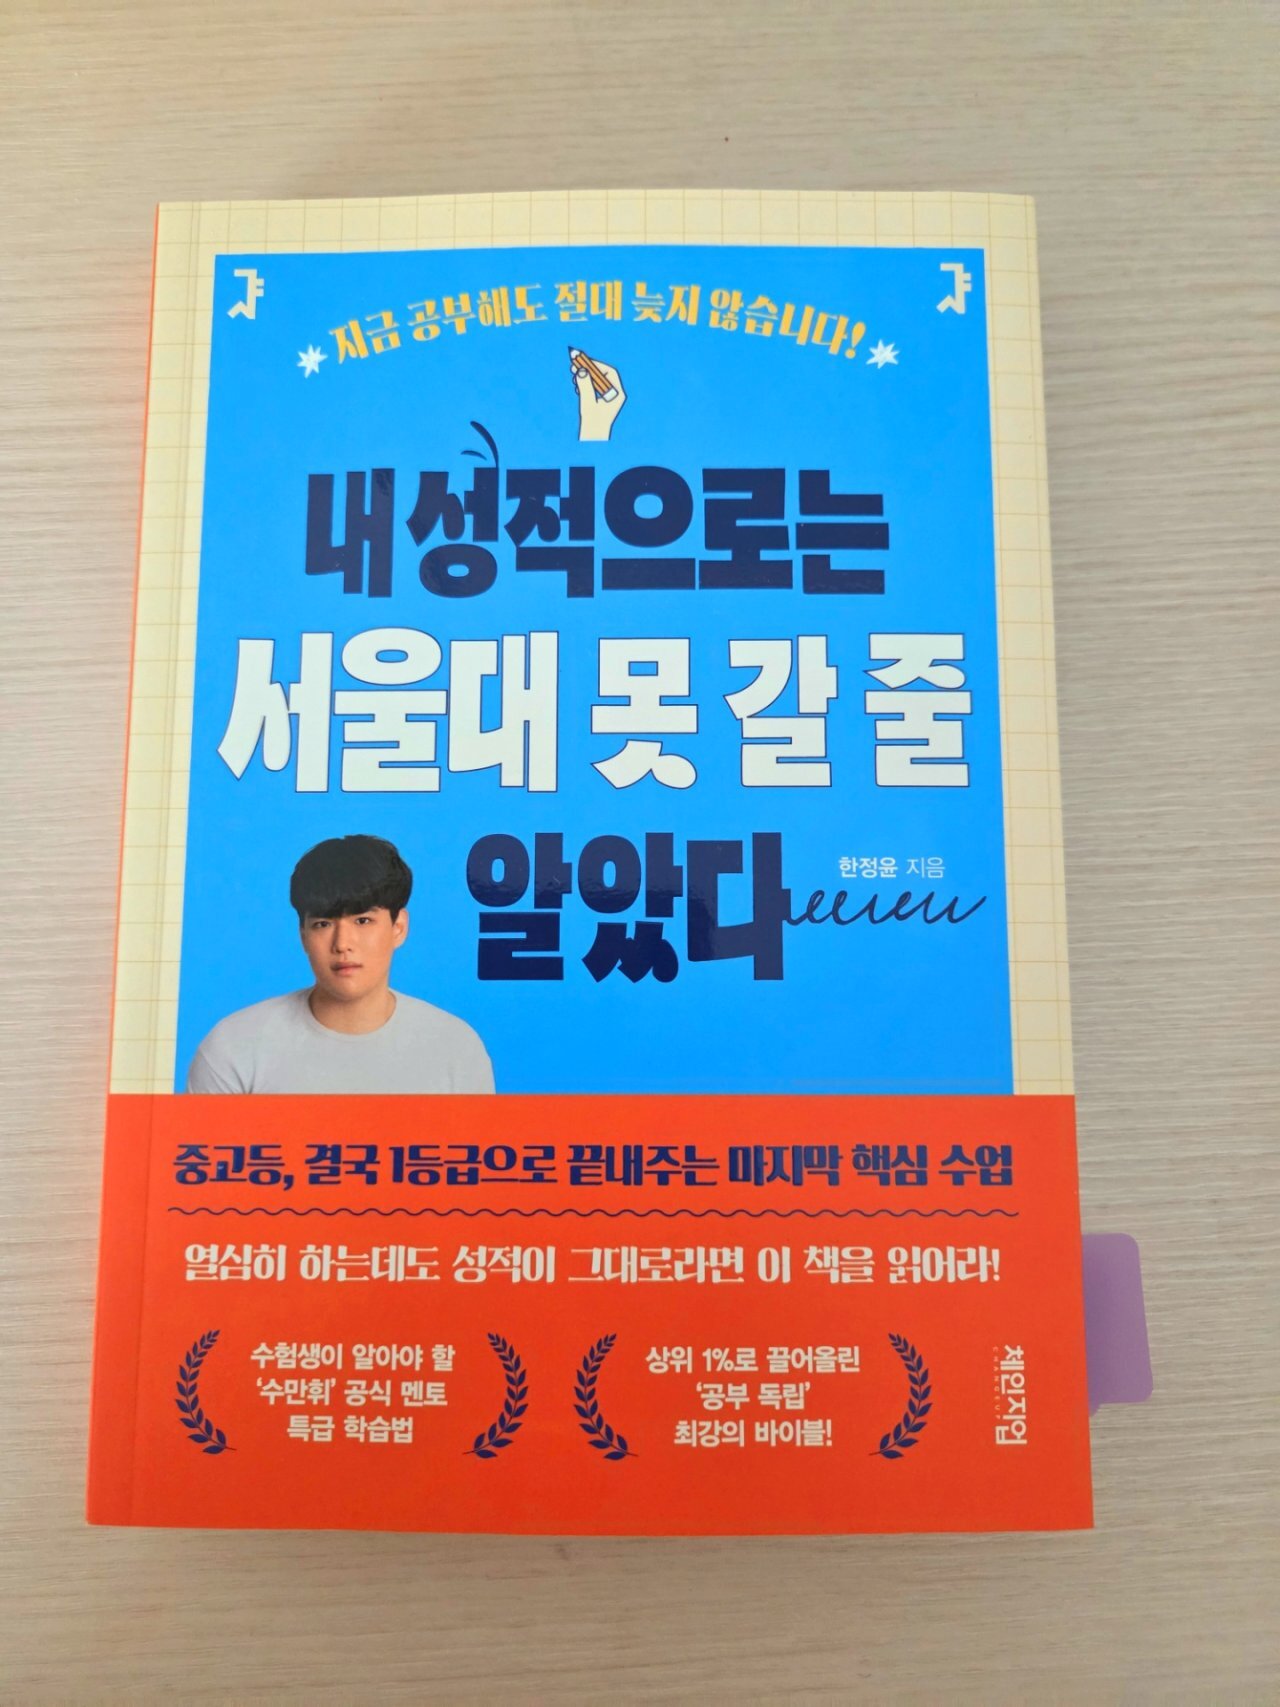 지금 공부해도 절대 늦지 않습니다!
내 성적으로는
서울대 못 갈 줄
알았다
한정윤 지음
중고등, 결국 1등급으로 끝내주는 마지막 핵심 수업
열심히 하는데도 성적이 그대로라면 이 책을 읽어라!
수험생이 알아야 할
‘수만휘’ 공식 멘토
특급 학습법
상위 1%로 끌어올린
‘공부 독립’
최강의 바이블!
체인지업
CHANGEUP